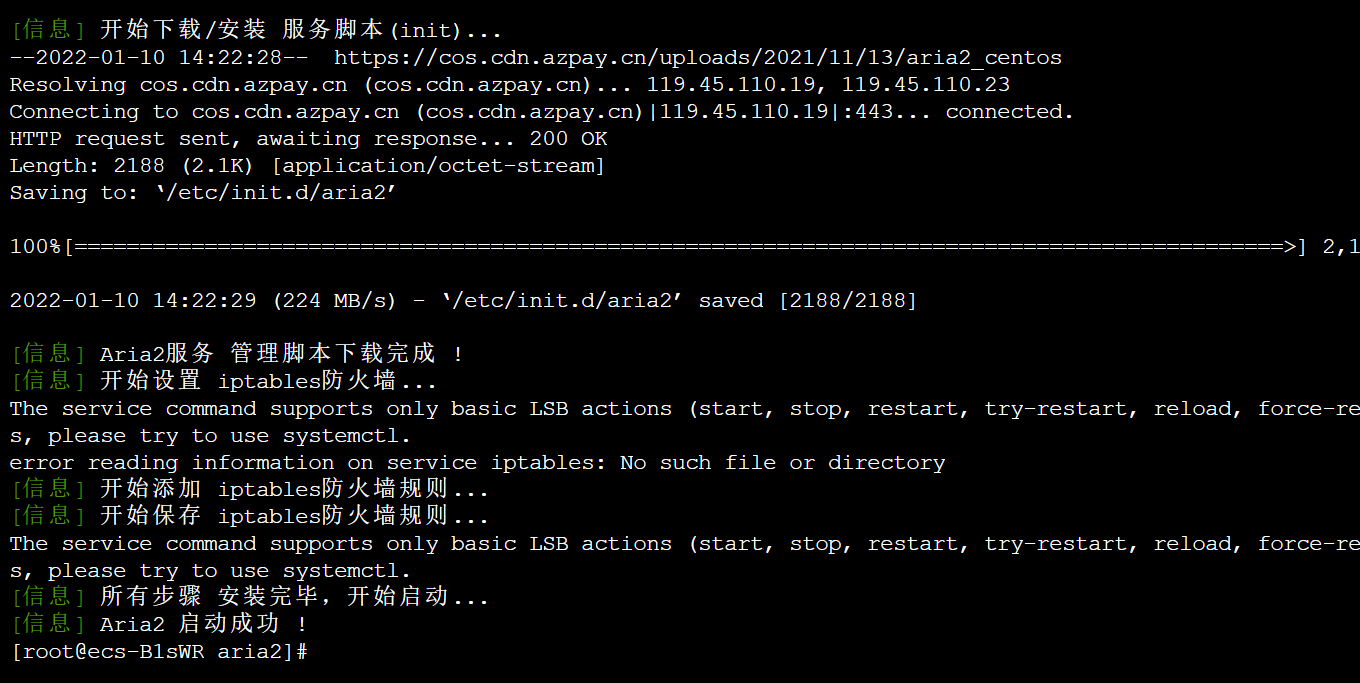 [信息] 开始下载/安装 服务脚本(init)...
--2022-01-10 14:22:28--  https://cos.cdn.azpay.cn/uploads/2021/11/13/aria2_centos
Resolving cos.cdn.azpay.cn (cos.cdn.azpay.cn)... 119.45.110.19, 119.45.110.23
Connecting to cos.cdn.azpay.cn (cos.cdn.azpay.cn)|119.45.110.19|:443... connected.
HTTP request sent, awaiting response... 200 OK
Length: 2188 (2.1K) [application/octet-stream]
Saving to: ‘/etc/init.d/aria2’
100%[=============================================================================================>] 2,1
2022-01-10 14:22:29 (224 MB/s) - ‘/etc/init.d/aria2’ saved [2188/2188]
[信息] Aria2服务 管理脚本下载完成 !
[信息] 开始设置 iptables防火墙...
The service command supports only basic LSB actions (start, stop, restart, try-restart, reload, force-re
s, please try to use systemctl.
error reading information on service iptables: No such file or directory
[信息] 开始添加 iptables防火墙规则...
[信息] 开始保存 iptables防火墙规则...
The service command supports only basic LSB actions (start, stop, restart, try-restart, reload, force-re
s, please try to use systemctl.
[信息] 所有步骤 安装完毕，开始启动...
[信息] Aria2 启动成功 !
[root@ecs-B1sWR aria2]#